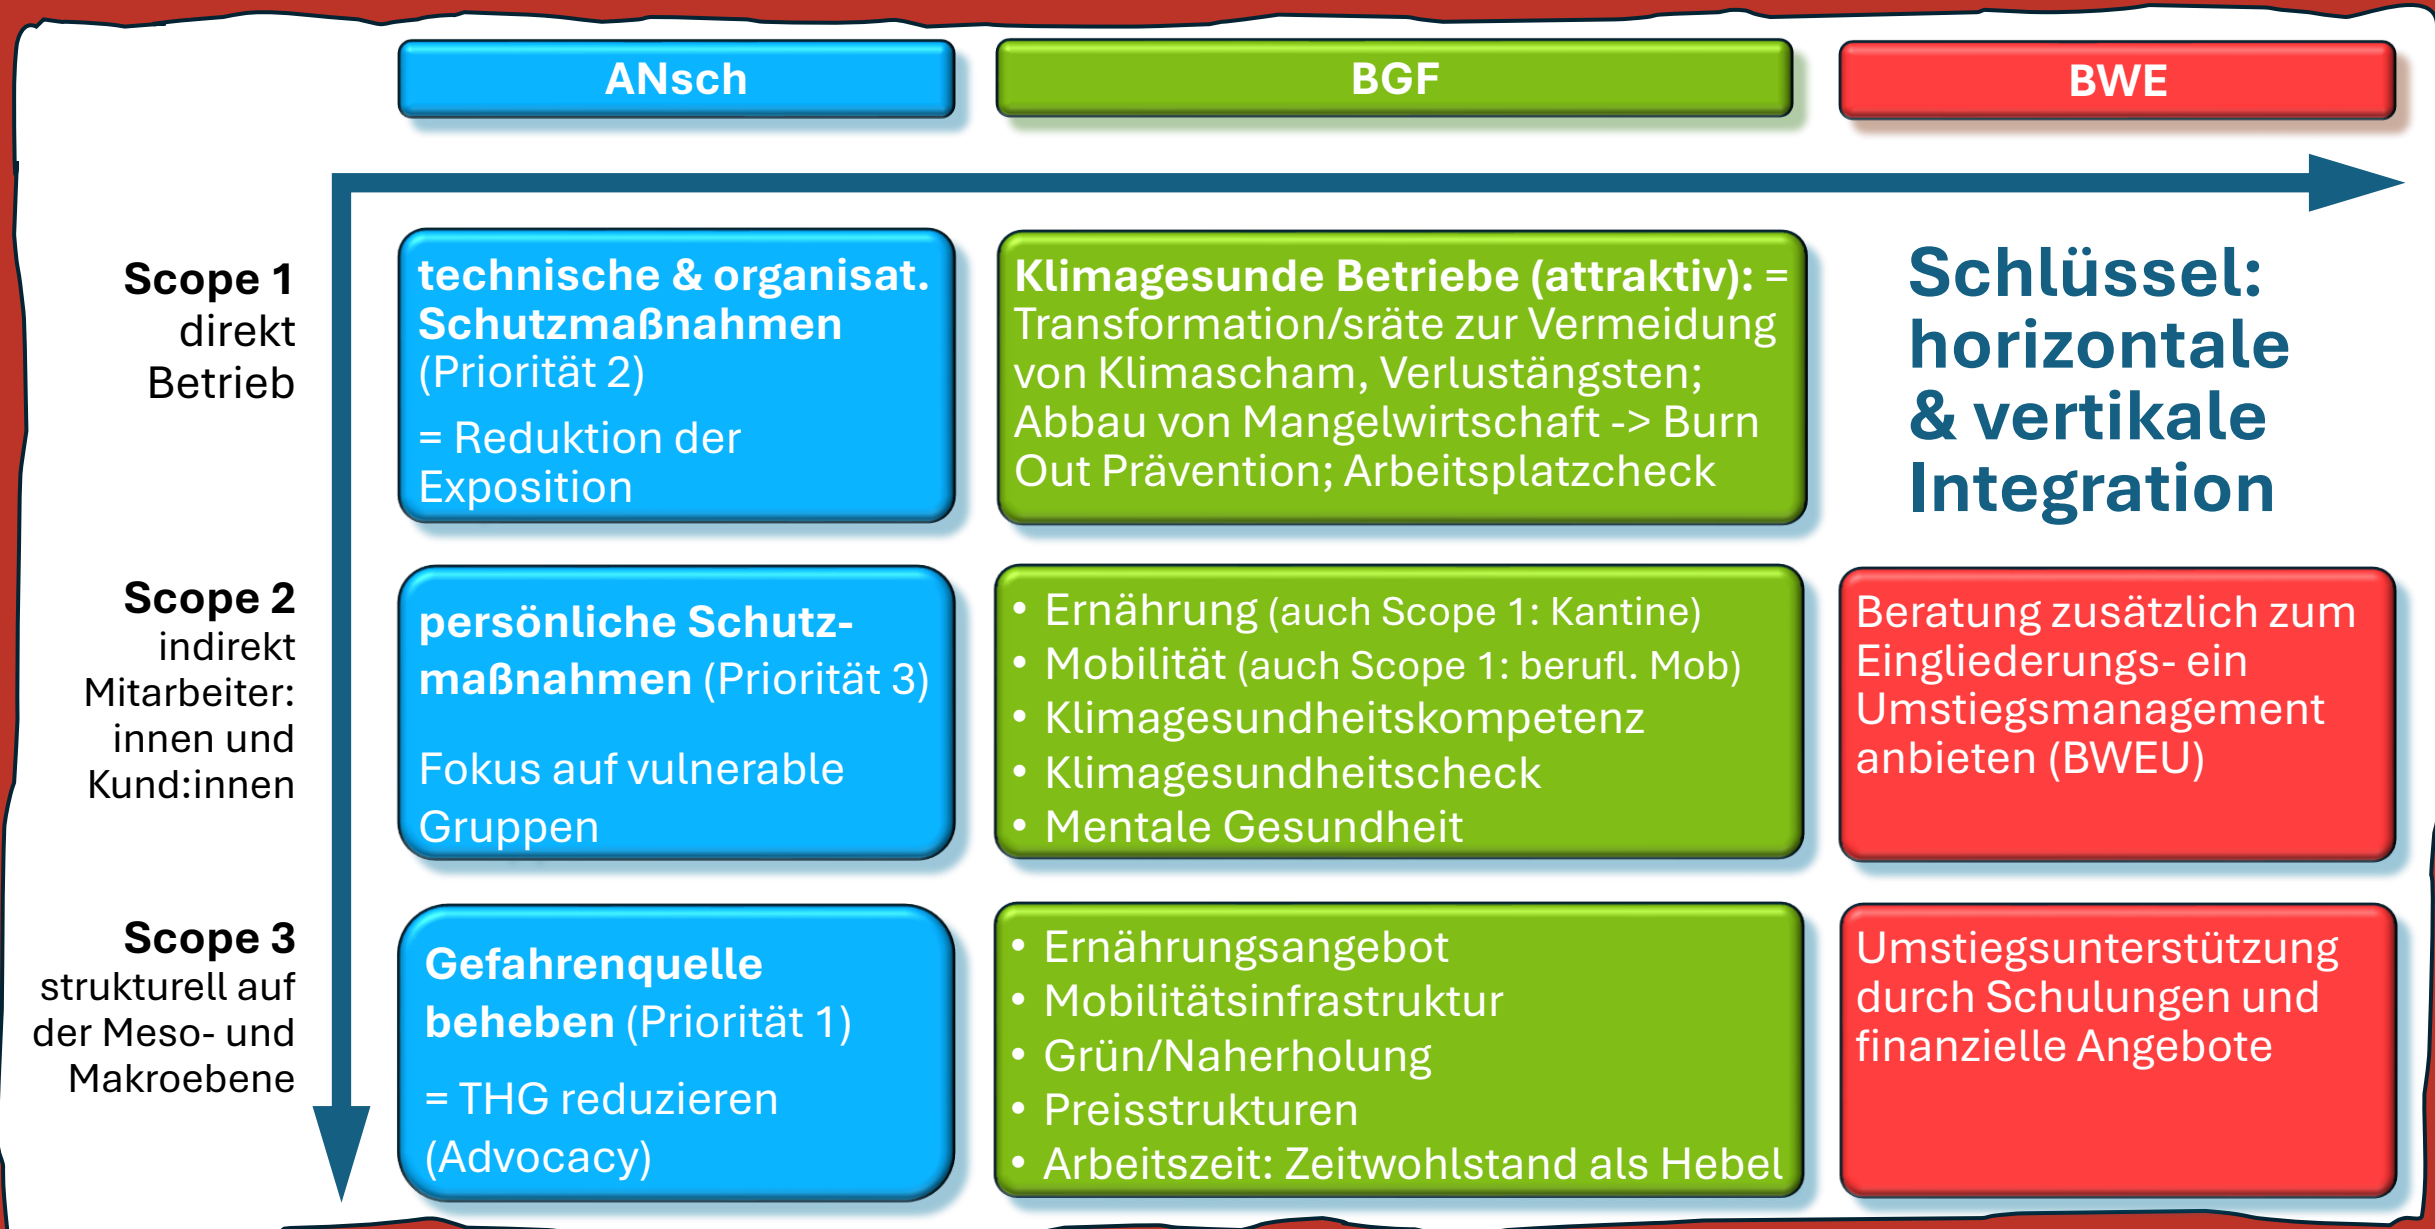 ANsch
BGF
BWE
Scope 1
direkt
Betrieb
technische & organisat.
Schutzmaßnahmen
(Priorität 2)
= Reduktion der
Exposition
Klimagesunde Betriebe (attraktiv): =
Transformation/sräte zur Vermeidung
von Klimascham, Verlustängsten;
Abbau von Mangelwirtschaft -> Burn
Out Prävention; Arbeitsplatzcheck
Schlüssel:
horizontale
& vertikale
Integration
Scope 2
indirekt
Mitarbeiter:
innen und
Kund:innen
persönliche Schutz-
maßnahmen (Priorität 3)
Fokus auf vulnerable
Gruppen
• Ernährung (auch Scope 1: Kantine)
• Mobilität (auch Scope 1: berufl. Mob)
• Klimagesundheitskompetenz
• Klimagesundheitscheck
• Mentale Gesundheit
Beratung zusätzlich zum
Eingliederungs- ein
Umstiegsmanagement
anbieten (BWEU)
Scope 3
strukturell auf
der Meso- und
Makroebene
Gefahrenquelle
beheben (Priorität 1)
= THG reduzieren
(Advocacy)
• Ernährungsangebot
• Mobilitätsinfrastruktur
• Grün/Naherholung
• Preisstrukturen
• Arbeitszeit: Zeitwohlstand als Hebel
Umstiegsunterstützung
durch Schulungen und
finanzielle Angebote